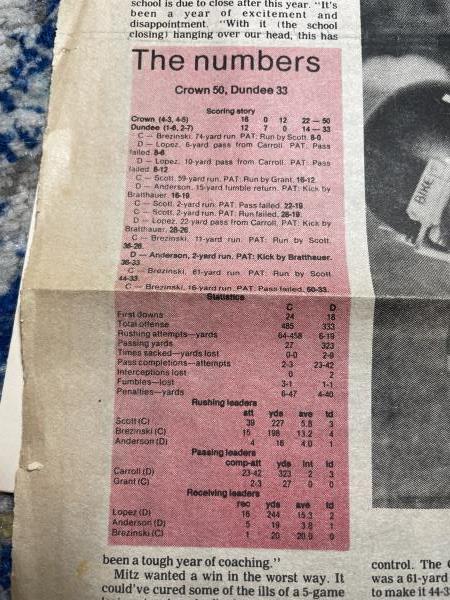 school is due to close after this year. "It's
been a year of excitement and
disappointment. "With it (the school
closing) hanging over our head, this has
The numbers
Crown 50, Dundee 33
Scoring story
Crown (4-3, 4-5) 16 0 12 22 — 50
Dundee (1-6, 2-7) 12 7 0 14 — 33
C — Brezinski, 74-yard run. PAT: Run by Scott. 8-0.
D — Lopez, 6-yard pass from Carroll. PAT: Pass
failed. 8-6
D — Lopez, 10-yard pass from Carroll. PAT: Pass
failed. 8-12
C — Scott, 59-yard run. PAT: Run by Grant. 16-12.
D — Anderson, 15-yard fumble return. PAT: Kick by
Bratthauer. 16-19.
C — Scott, 2-yard run. PAT: Pass failed. 22-19.
C — Scott, 2-yard run. PAT: Run failed. 28-19.
D — Lopez, 22-yard pass from Carroll. PAT: Kick by
Bratthauer. 28-26.
C — Brezinski, 11-yard run. PAT: Run by Scott.
36-26.
D — Anderson, 2-yard run. PAT: Kick by Bratthauer.
36-33
C — Brezinski, 61-yard run. PAT: Run by Scott.
44-33.
C — Brezinski, 16-yard run. PAT: Pass failed. 50-33.
Statistics
C D
First downs 24 18
Total offense 485 333
Rushing attempts—yards 64-458 6-19
Passing yards 27 323
Times sacked—yards lost 0-0 2-9
Pass completions—attempts 2-3 23-42
Interceptions lost 0 2
Fumbles—lost 3-1 1-1
Penalties—yards 6-47 4-40
Rushing leaders
att yds ave td
Scott (C) 39 227 5.8 3
Brezinski (C) 15 198 13.2 4
Anderson (D) 4 16 4.0 1
Passing leaders
comp-att yds int td
Carroll (D) 23-42 323 2 3
Grant (C) 2-3 27 0 0
Receiving leaders
rec yds ave td
Lopez (D) 16 244 15.3 2
Anderson (D) 5 19 3.8 1
Brezinski (C) 1 20 20.0 0
been a tough year of coaching."
Mitz wanted a win in the worst way. It
could've cured some of the ills of a 5-game
control. The
was a 61-yard
to make it 44-3
BIKE